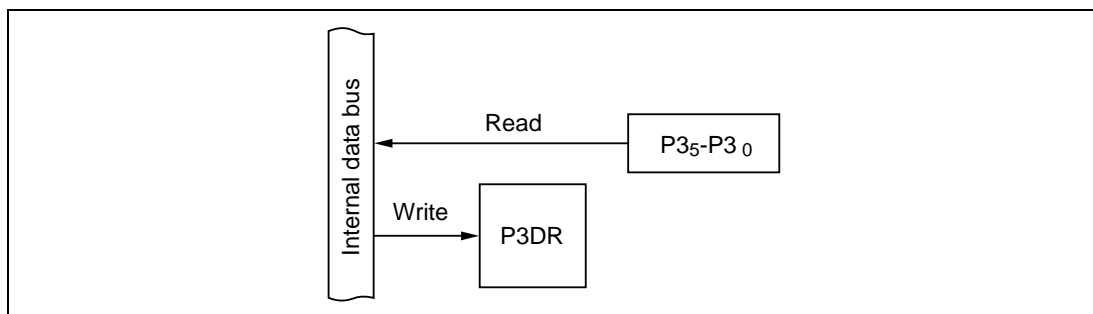 Internal data bus
Read
P3₅-P3 ₀
Write
P3DR